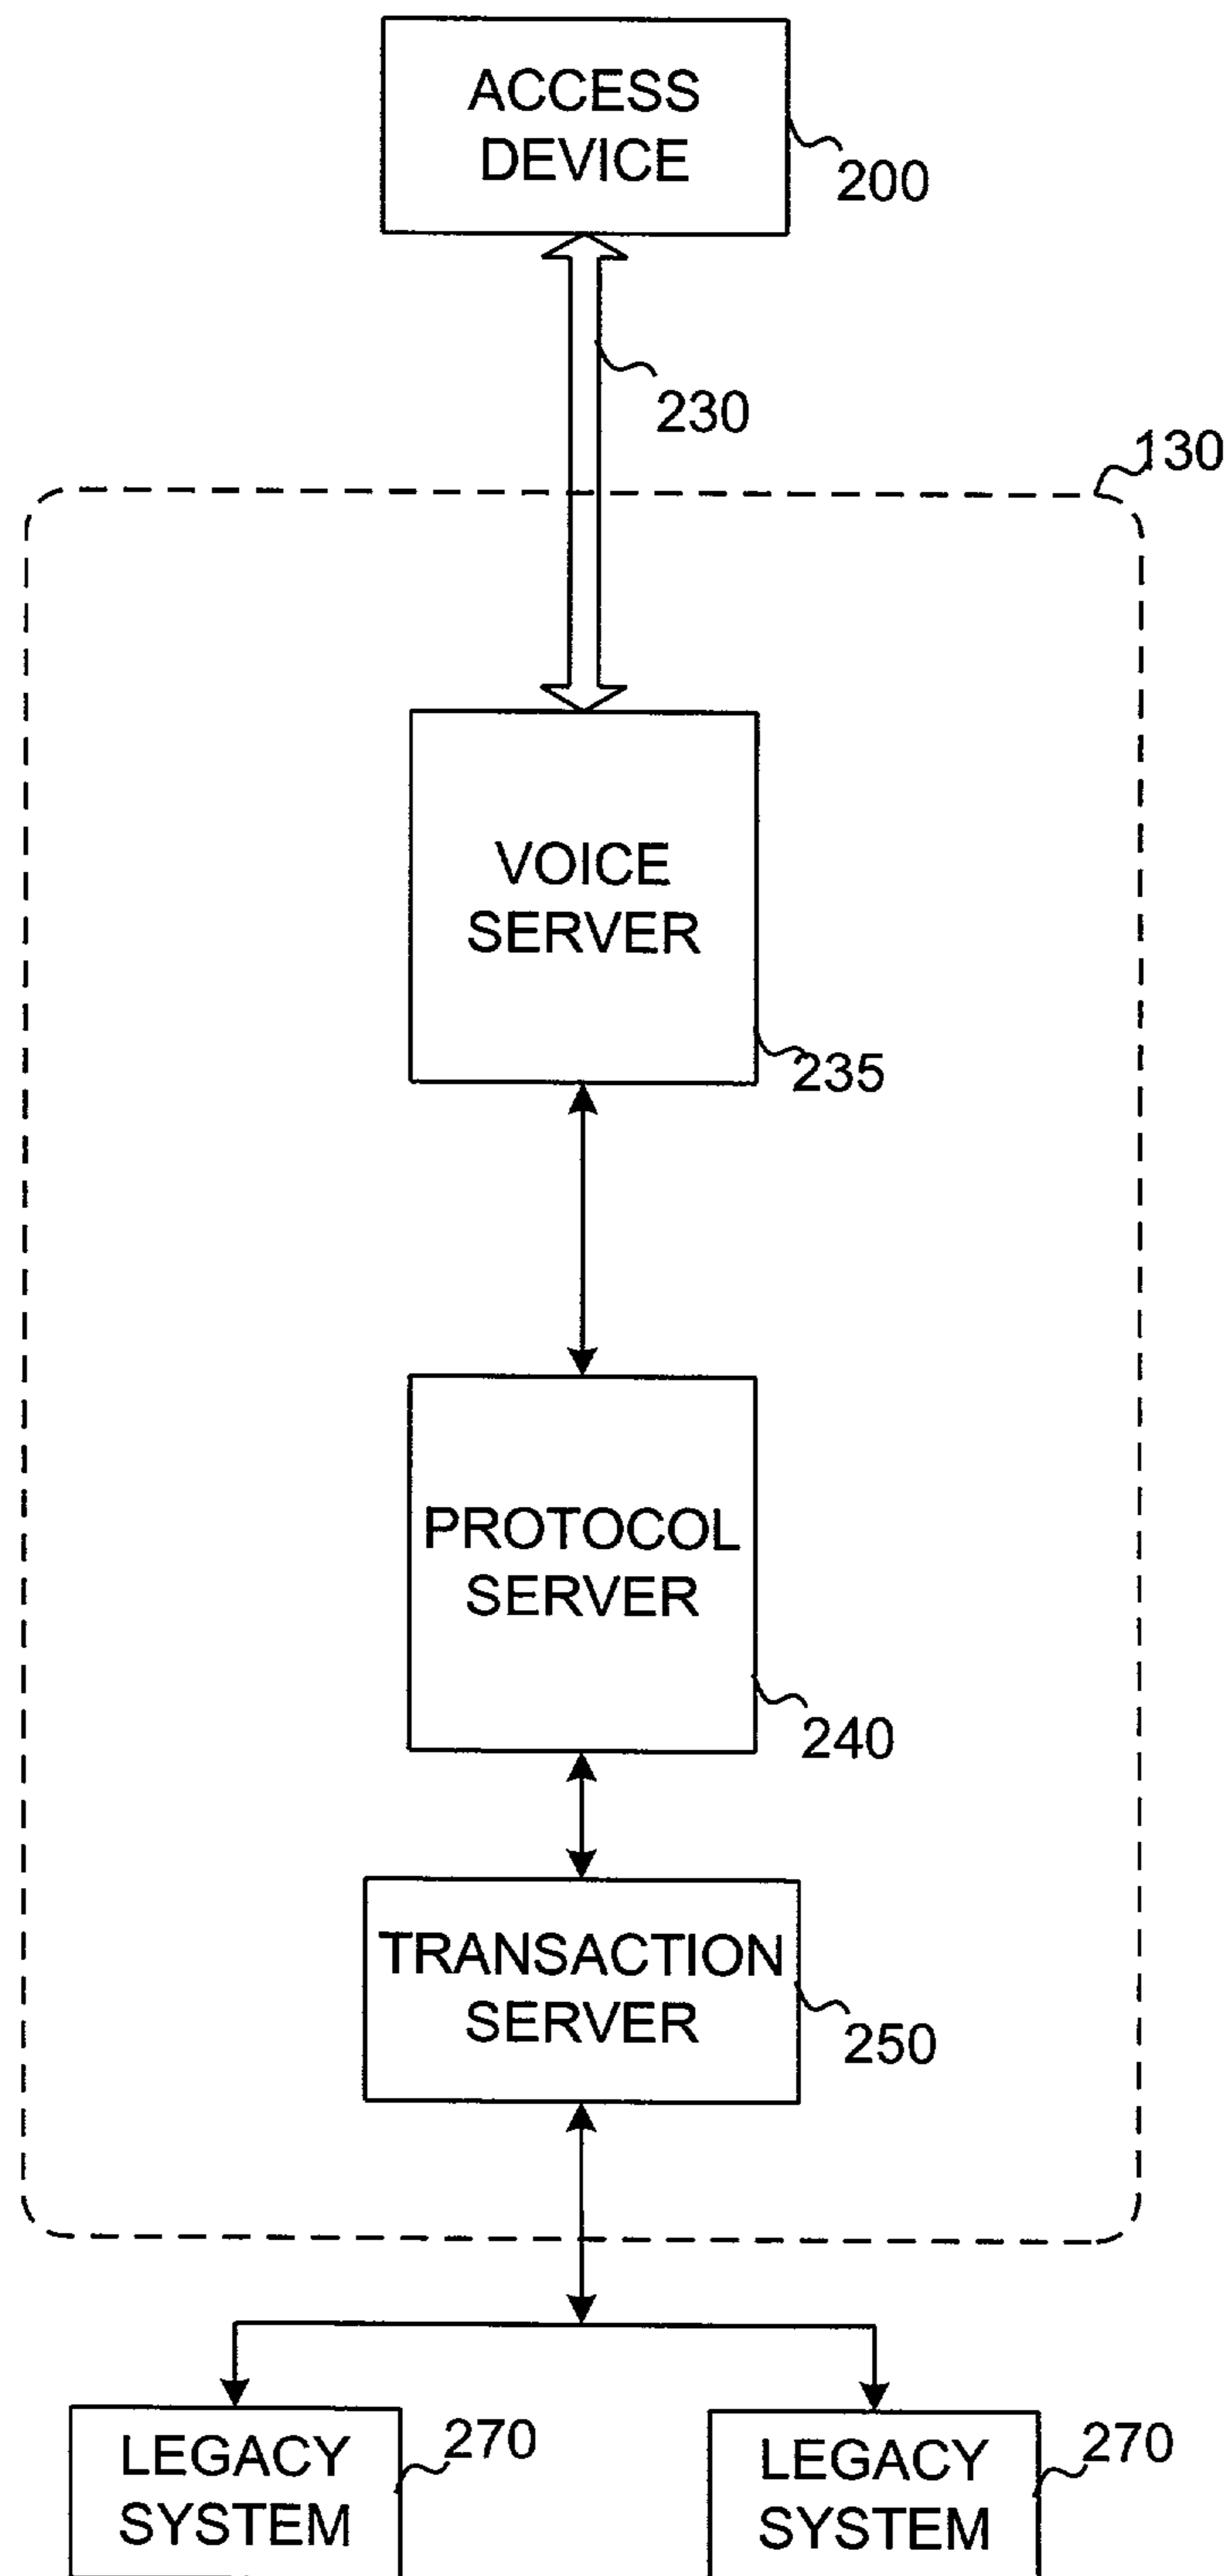 ACCESS
DEVICE
200
230
130
VOICE
SERVER
235
PROTOCOL
SERVER
240
TRANSACTION
SERVER
250
LEGACY
SYSTEM
270
LEGACY
SYSTEM
270